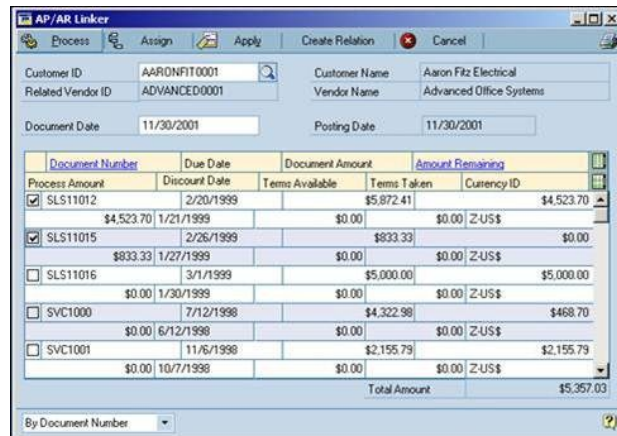 AP/AR Linker
Process Assign Apply Create Relation Cancel
Customer ID AARONFIT0001 Customer Name Aaron Fitz Electrical
Related Vendor ID ADVANCED0001 Vendor Name Advanced Office Systems
Document Date 11/30/2001 Posting Date 11/30/2001
Document Number Due Date Document Amount Amount Remaining
Process Amount Discount Date Terms Available Terms Taken Currency ID
SLS11012 2/20/1999 $5,872.41 $4,523.70
$4,523.70 1/21/1999 $0.00 $0.00 Z-US$
SLS11015 2/26/1999 $833.33 $0.00
$833.33 1/27/1999 $0.00 $0.00 Z-US$
SLS11016 3/1/1999 $5,000.00 $5,000.00
$0.00 1/30/1999 $0.00 $0.00 Z-US$
SVC1000 7/12/1998 $4,322.98 $468.70
$0.00 6/12/1998 $0.00 $0.00 Z-US$
SVC1001 11/6/1998 $2,155.79 $2,155.79
$0.00 10/7/1998 $0.00 $0.00 Z-US$
Total Amount $5,357.03
By Document Number